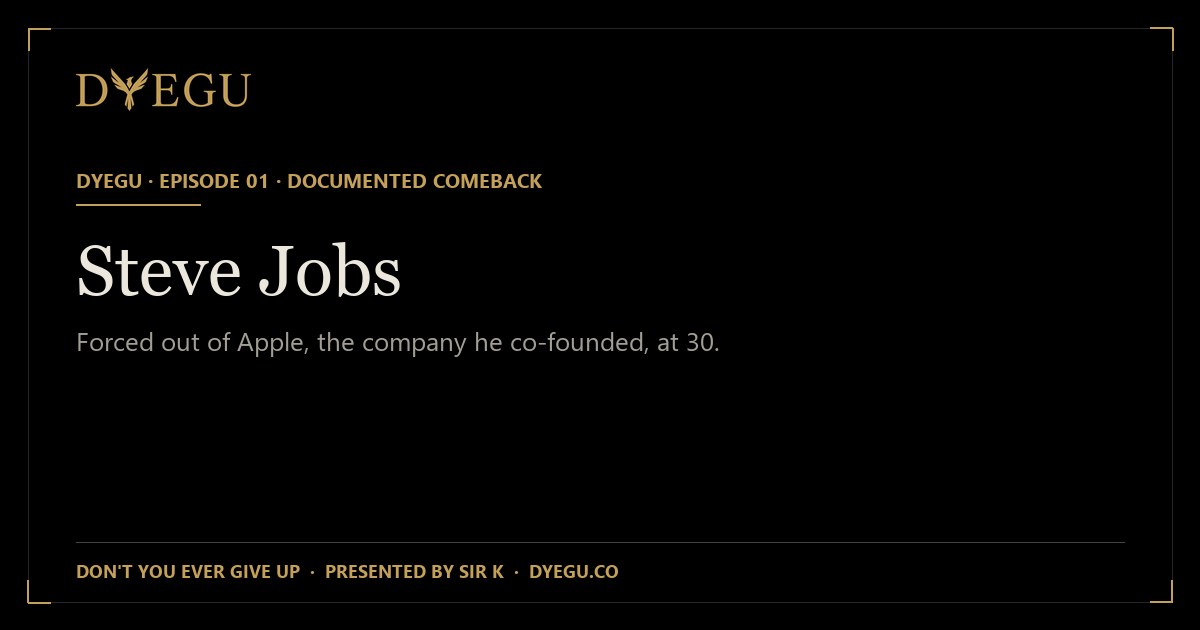 DYEGU
DYEGU · EPISODE 01 · DOCUMENTED COMEBACK
Steve Jobs
Forced out of Apple, the company he co-founded, at 30.
DON'T YOU EVER GIVE UP · PRESENTED BY SIR K · DYEGU.CO